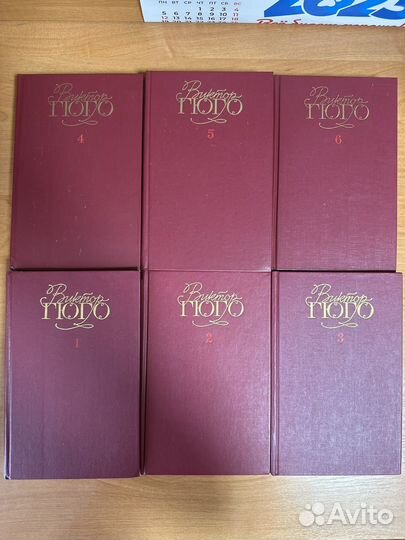 ПН ВТ СР ЧТ ПТ СБ ВС
1 2 3 4
5 6 7 8 9 10 11
12 13 14 15 16 17 18
2025
Виктор
ГЮГО
4
Виктор
ГЮГО
5
Виктор
ГЮГО
6
Виктор
ГЮГО
1
Виктор
ГЮГО
2
Виктор
ГЮГО
3
Avito